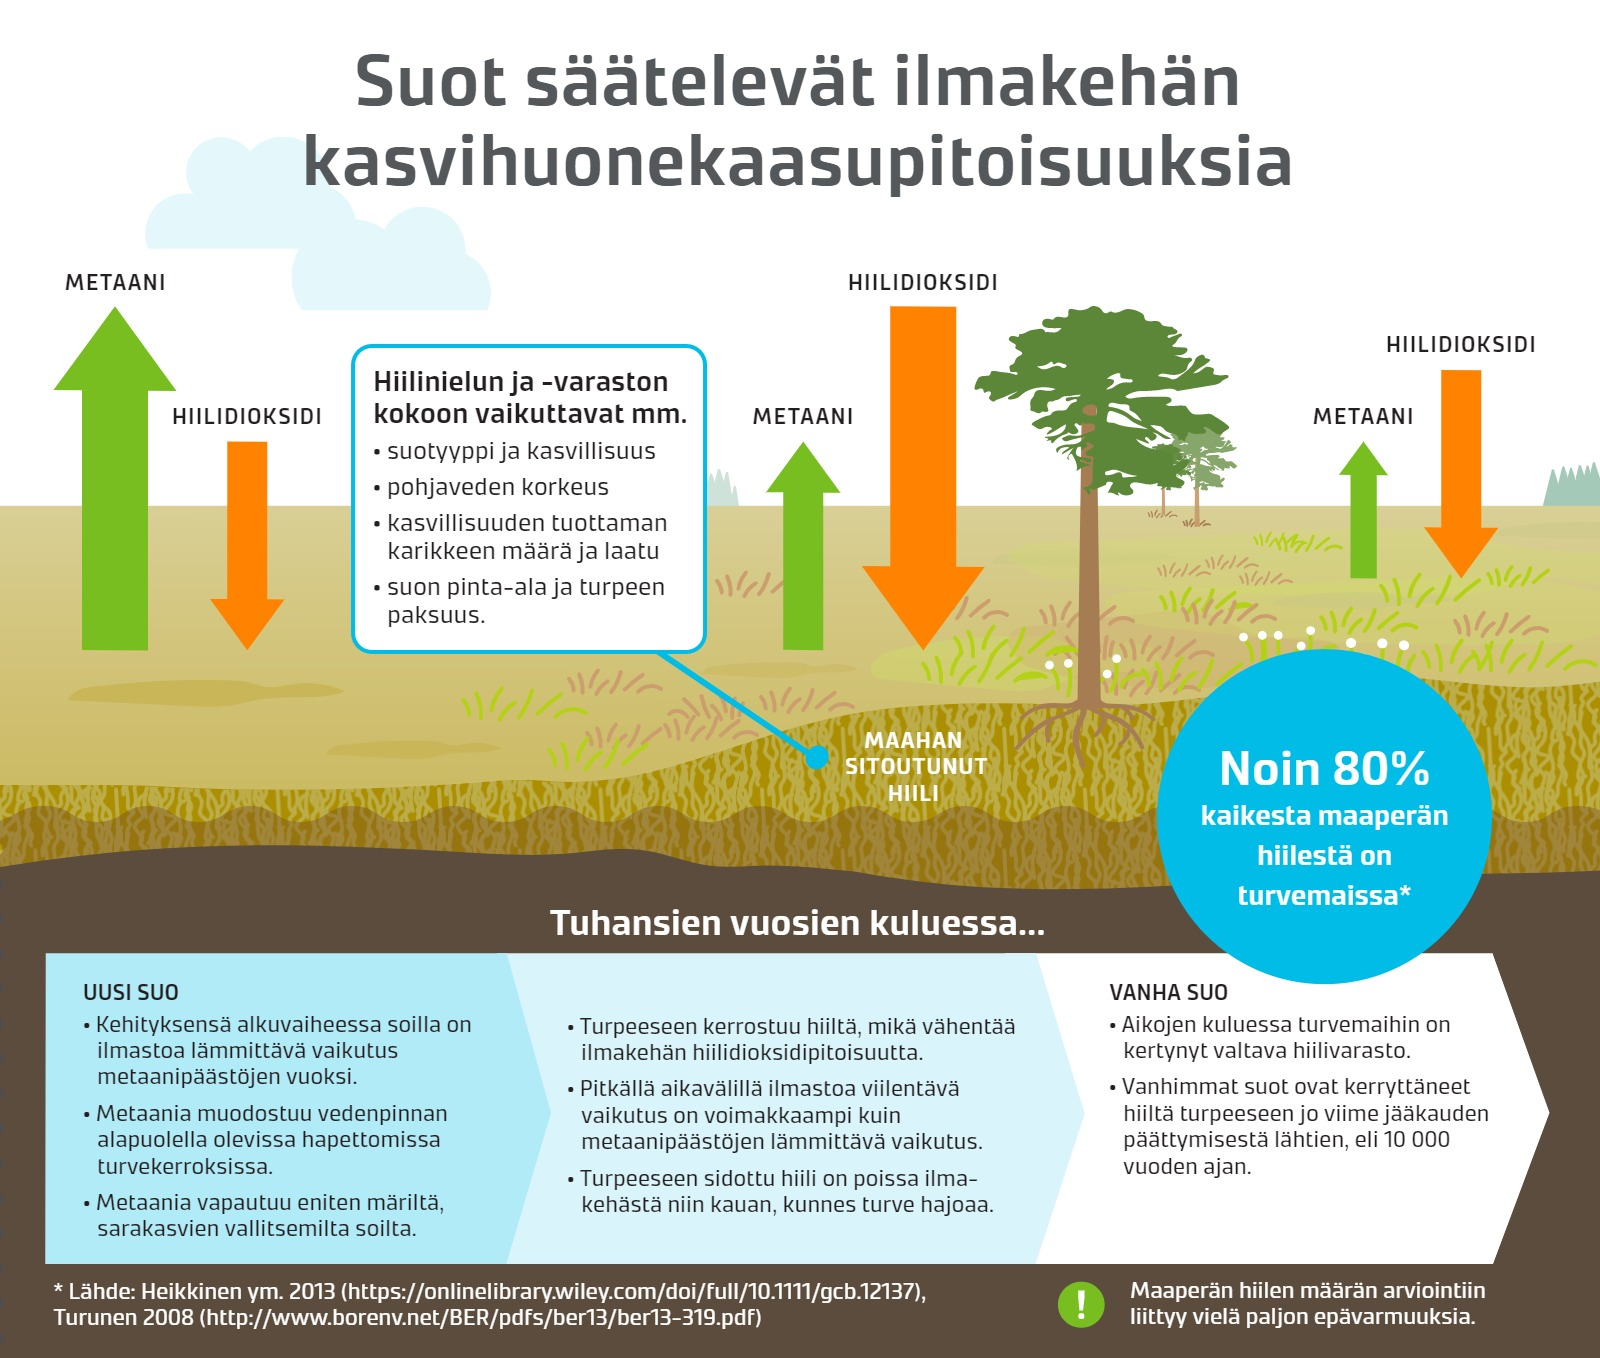 Suot säätelevät ilmakehän
kasvihuonekaasupitoisuuksia
METAANI
HIILIDIOKSIDI
Hiilinielun ja -varaston
kokoon vaikuttavat mm.
• suotyyppi ja kasvillisuus
• pohjaveden korkeus
• kasvillisuuden tuottaman
karikkeen määrä ja laatu
• suon pinta-ala ja turpeen
paksuus.
METAANI
HIILIDIOKSIDI
METAANI
HIILIDIOKSIDI
MAAHAN
SITOUTUNUT
HIILI
Noin 80%
kaikesta maaperän
hiilestä on
turvemaissa*
Tuhansien vuosien kuluessa...
UUSI SUO
• Kehityksensä alkuvaiheessa soilla on
ilmastoa lämmittävä vaikutus
metaanipäästöjen vuoksi.
• Metaania muodostuu vedenpinnan
alapuolella olevissa hapettomissa
turvekerroksissa.
• Metaania vapautuu eniten märiltä,
sarakasvien vallitsemilta soilta.
• Turpeeseen kerrostuu hiiltä, mikä vähentää
ilmakehän hiilidioksidipitoisuutta.
• Pitkällä aikavälillä ilmastoa viilentävä
vaikutus on voimakkaampi kuin
metaanipäästöjen lämmittävä vaikutus.
• Turpeeseen sidottu hiili on poissa ilma-
kehästä niin kauan, kunnes turve hajoaa.
VANHA SUO
• Aikojen kuluessa turvemaihin on
kertynyt valtava hiilivarasto.
• Vanhimmat suot ovat kerryttäneet
hiiltä turpeeseen jo viime jääkauden
päättymisestä lähtien, eli 10 000
vuoden ajan.
* Lähde: Heikkinen ym. 2013 (https://onlinelibrary.wiley.com/doi/full/10.1111/gcb.12137),
Turunen 2008 (http://www.borenv.net/BER/pdfs/ber13/ber13-319.pdf)
!
Maaperän hiilen määrän arviointiin
liittyy vielä paljon epävarmuuksia.